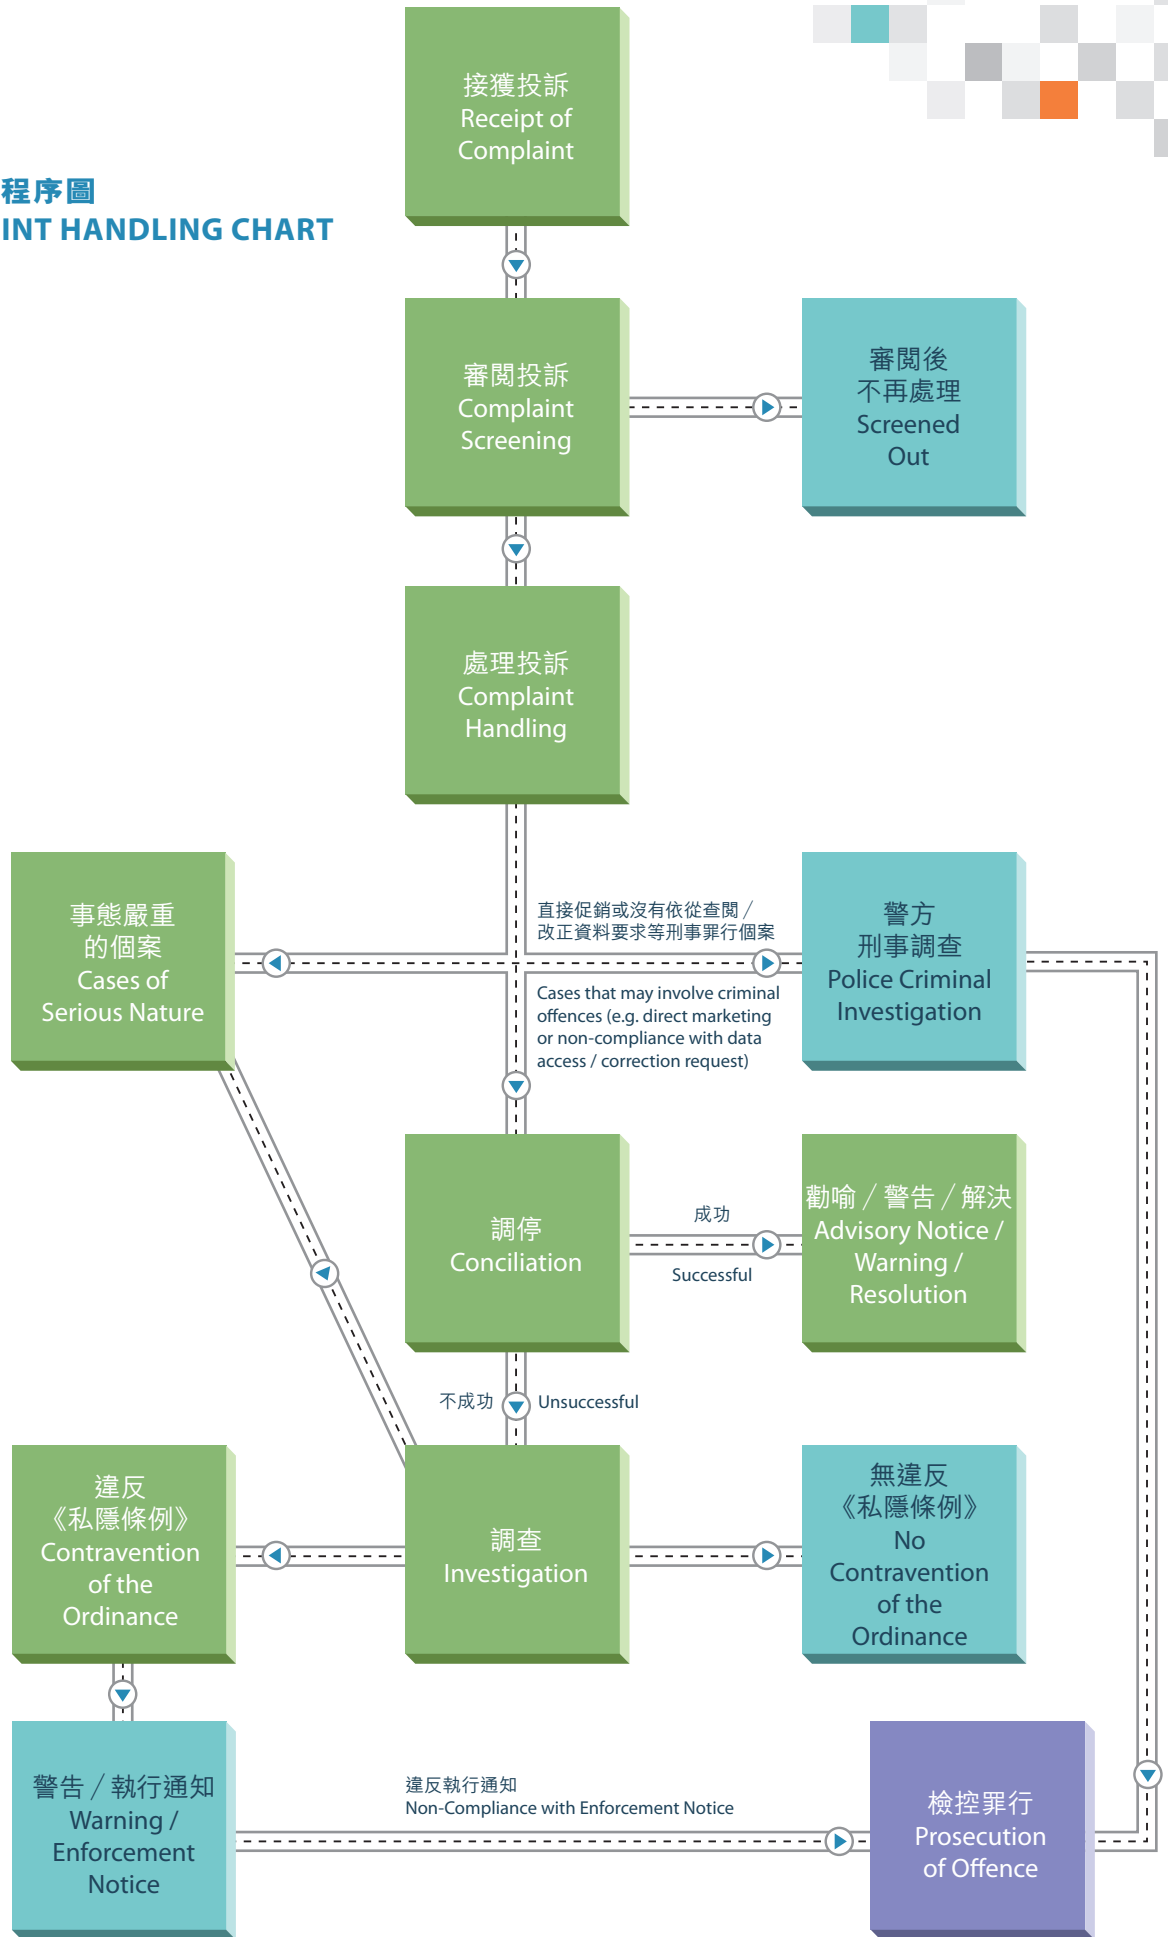 程序圖
INT HANDLING CHART
接獲投訴
Receipt of
Complaint
審閱投訴
Complaint
Screening
審閱後
不再處理
Screened
Out
處理投訴
Complaint
Handling
事態嚴重
的個案
Cases of
Serious Nature
直接促銷或沒有依從查閱 /
改正資料要求等刑事罪行個案
Cases that may involve criminal
offences (e.g. direct marketing
or non-compliance with data
access / correction request)
警方
刑事調查
Police Criminal
Investigation
調停
Conciliation
成功
Successful
勸喻 / 警告 / 解決
Advisory Notice /
Warning /
Resolution
不成功
Unsuccessful
違反
《私隱條例》
Contravention
of the
Ordinance
調查
Investigation
無違反
《私隱條例》
No
Contravention
of the
Ordinance
警告 / 執行通知
Warning /
Enforcement
Notice
違反執行通知
Non-Compliance with Enforcement Notice
檢控罪行
Prosecution
of Offence